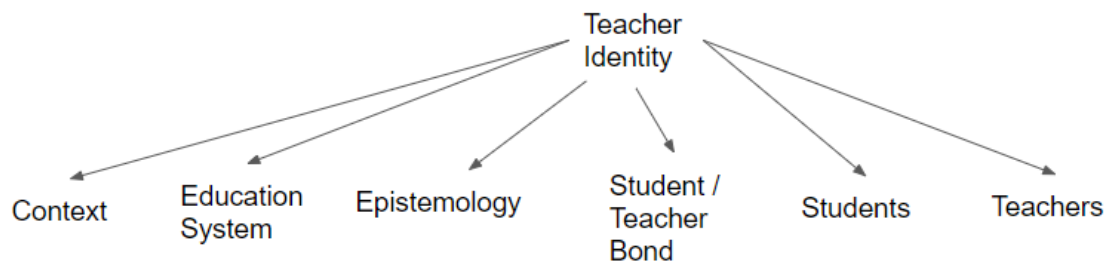 Teacher
Identity
Context
Education
System
Epistemology
Student /
Teacher
Bond
Students
Teachers